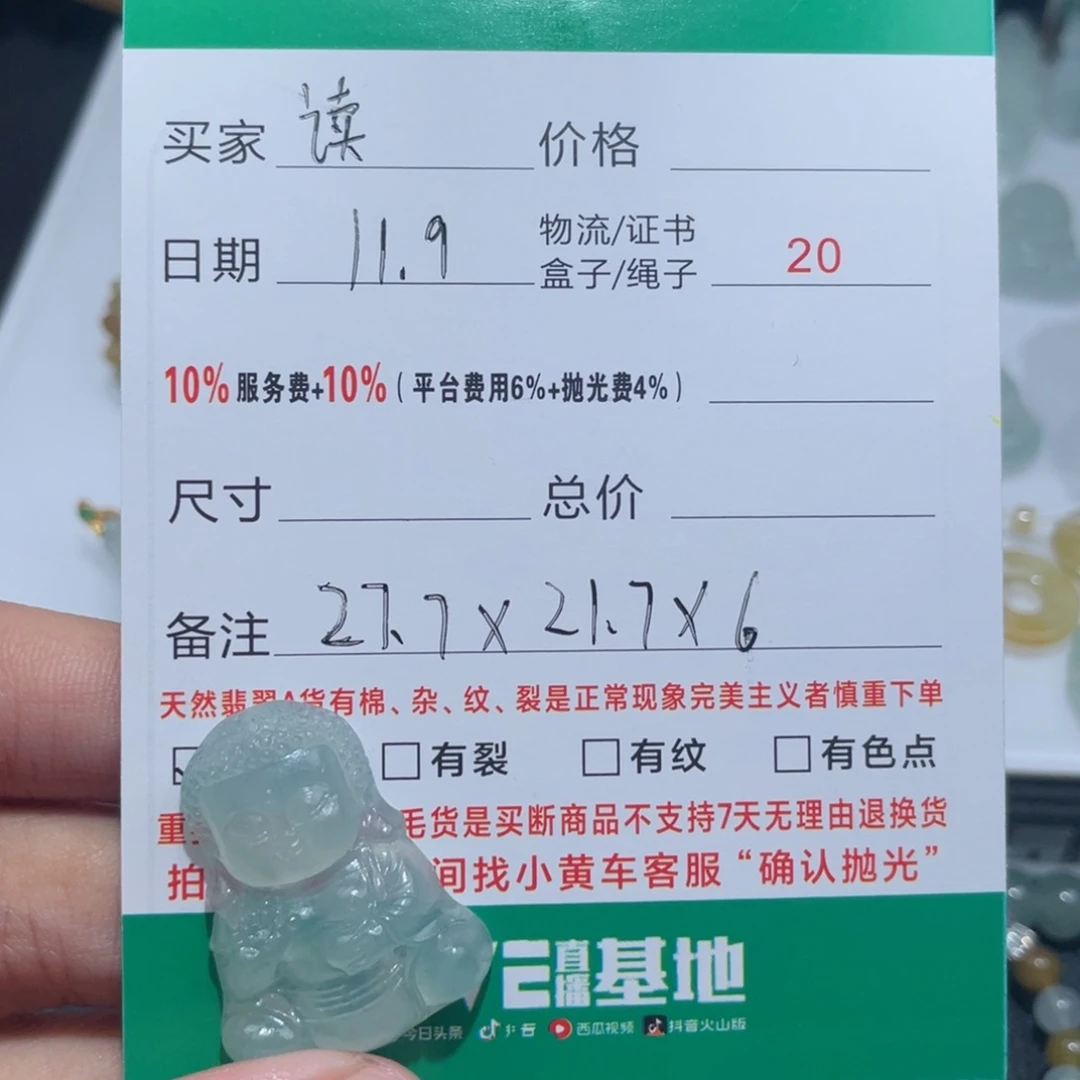 买家 读 价格
日期 11.9 物流/证书
盒子/绳子 20
10% 服务费+10%（平台费用6%+抛光费4%）
尺寸 总价
备注 27.7×21.7×6
天然翡翠A货有棉、杂、纹、裂是正常现象完美主义者慎重下单
有裂 有纹 有色点
重 毛货是买断商品不支持7天无理由退换货
拍 间找小黄车客服“确认抛光”
直播基地
今日头条 抖音 西瓜视频 抖音火山版